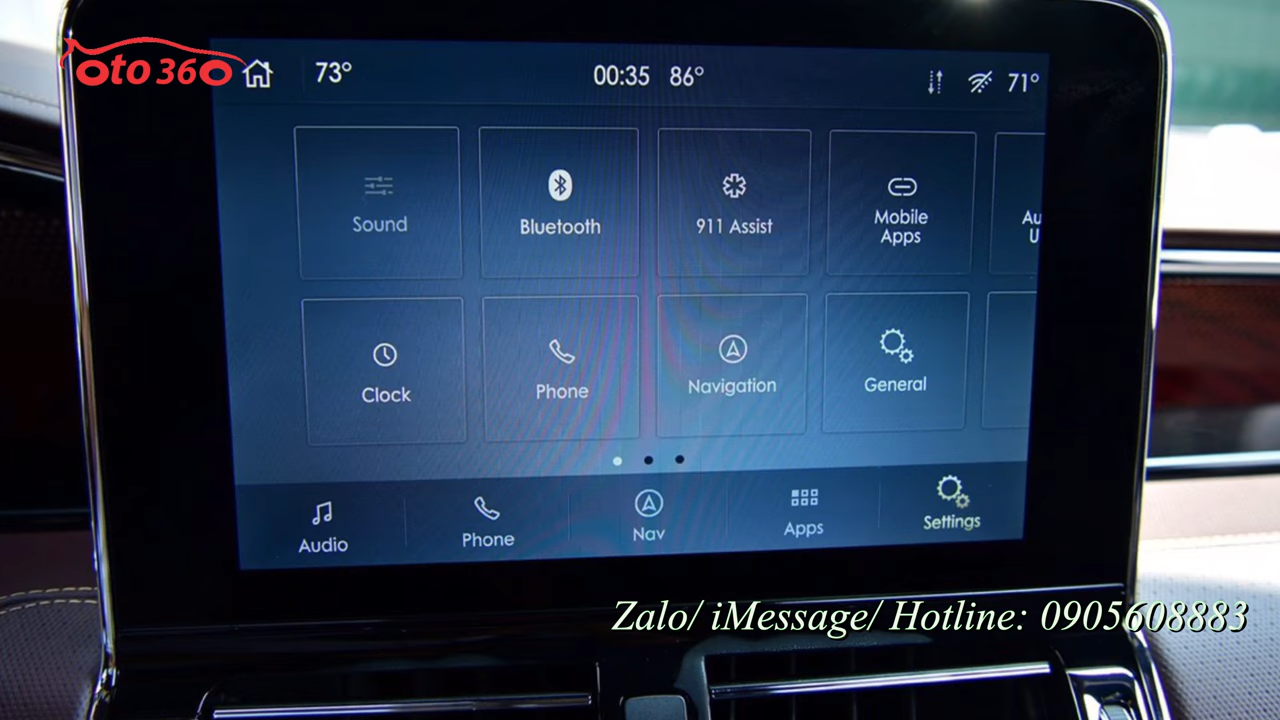 oto 360
73°
00:35 86°
71°
Sound
Bluetooth
911 Assist
Mobile
Apps
Au
U
Clock
Phone
Navigation
General
Audio
Phone
Nav
Apps
Settings
Zalo/ iMessage/ Hotline: 0905608883